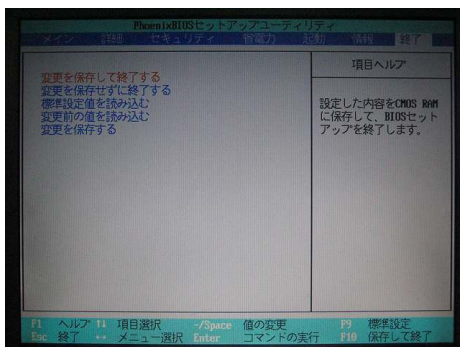 PhoenixBIOSセットアップユーティリティ
メイン 詳細 セキュリティ 省電力 起動 情報 終了
変更を保存して終了する
変更を保存せずに終了する
標準設定値を読み込む
変更前の値を読み込む
変更を保存する
項目ヘルプ
設定した内容をCMOS RAM
に保存して、BIOSセット
アップを終了します。
F1 ヘルプ ↑↓ 項目選択 -/Space 値の変更 F9 標準設定
Esc 終了 ↔ メニュー選択 Enter コマンドの実行 F10 保存して終了